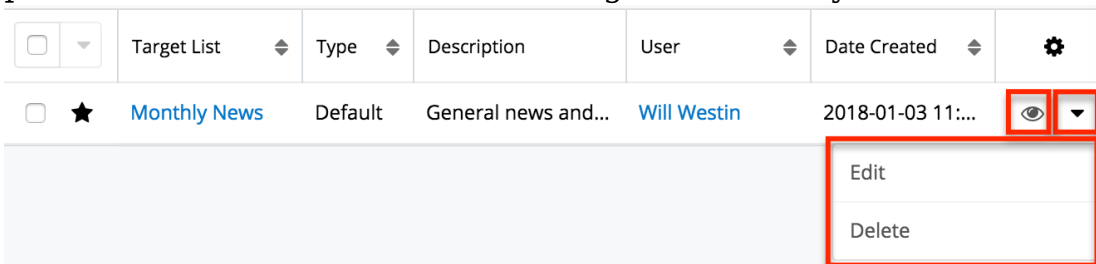 Target List Type Description User Date Created
Monthly News Default General news and... Will Westin 2018-01-03 11:...
Edit
Delete